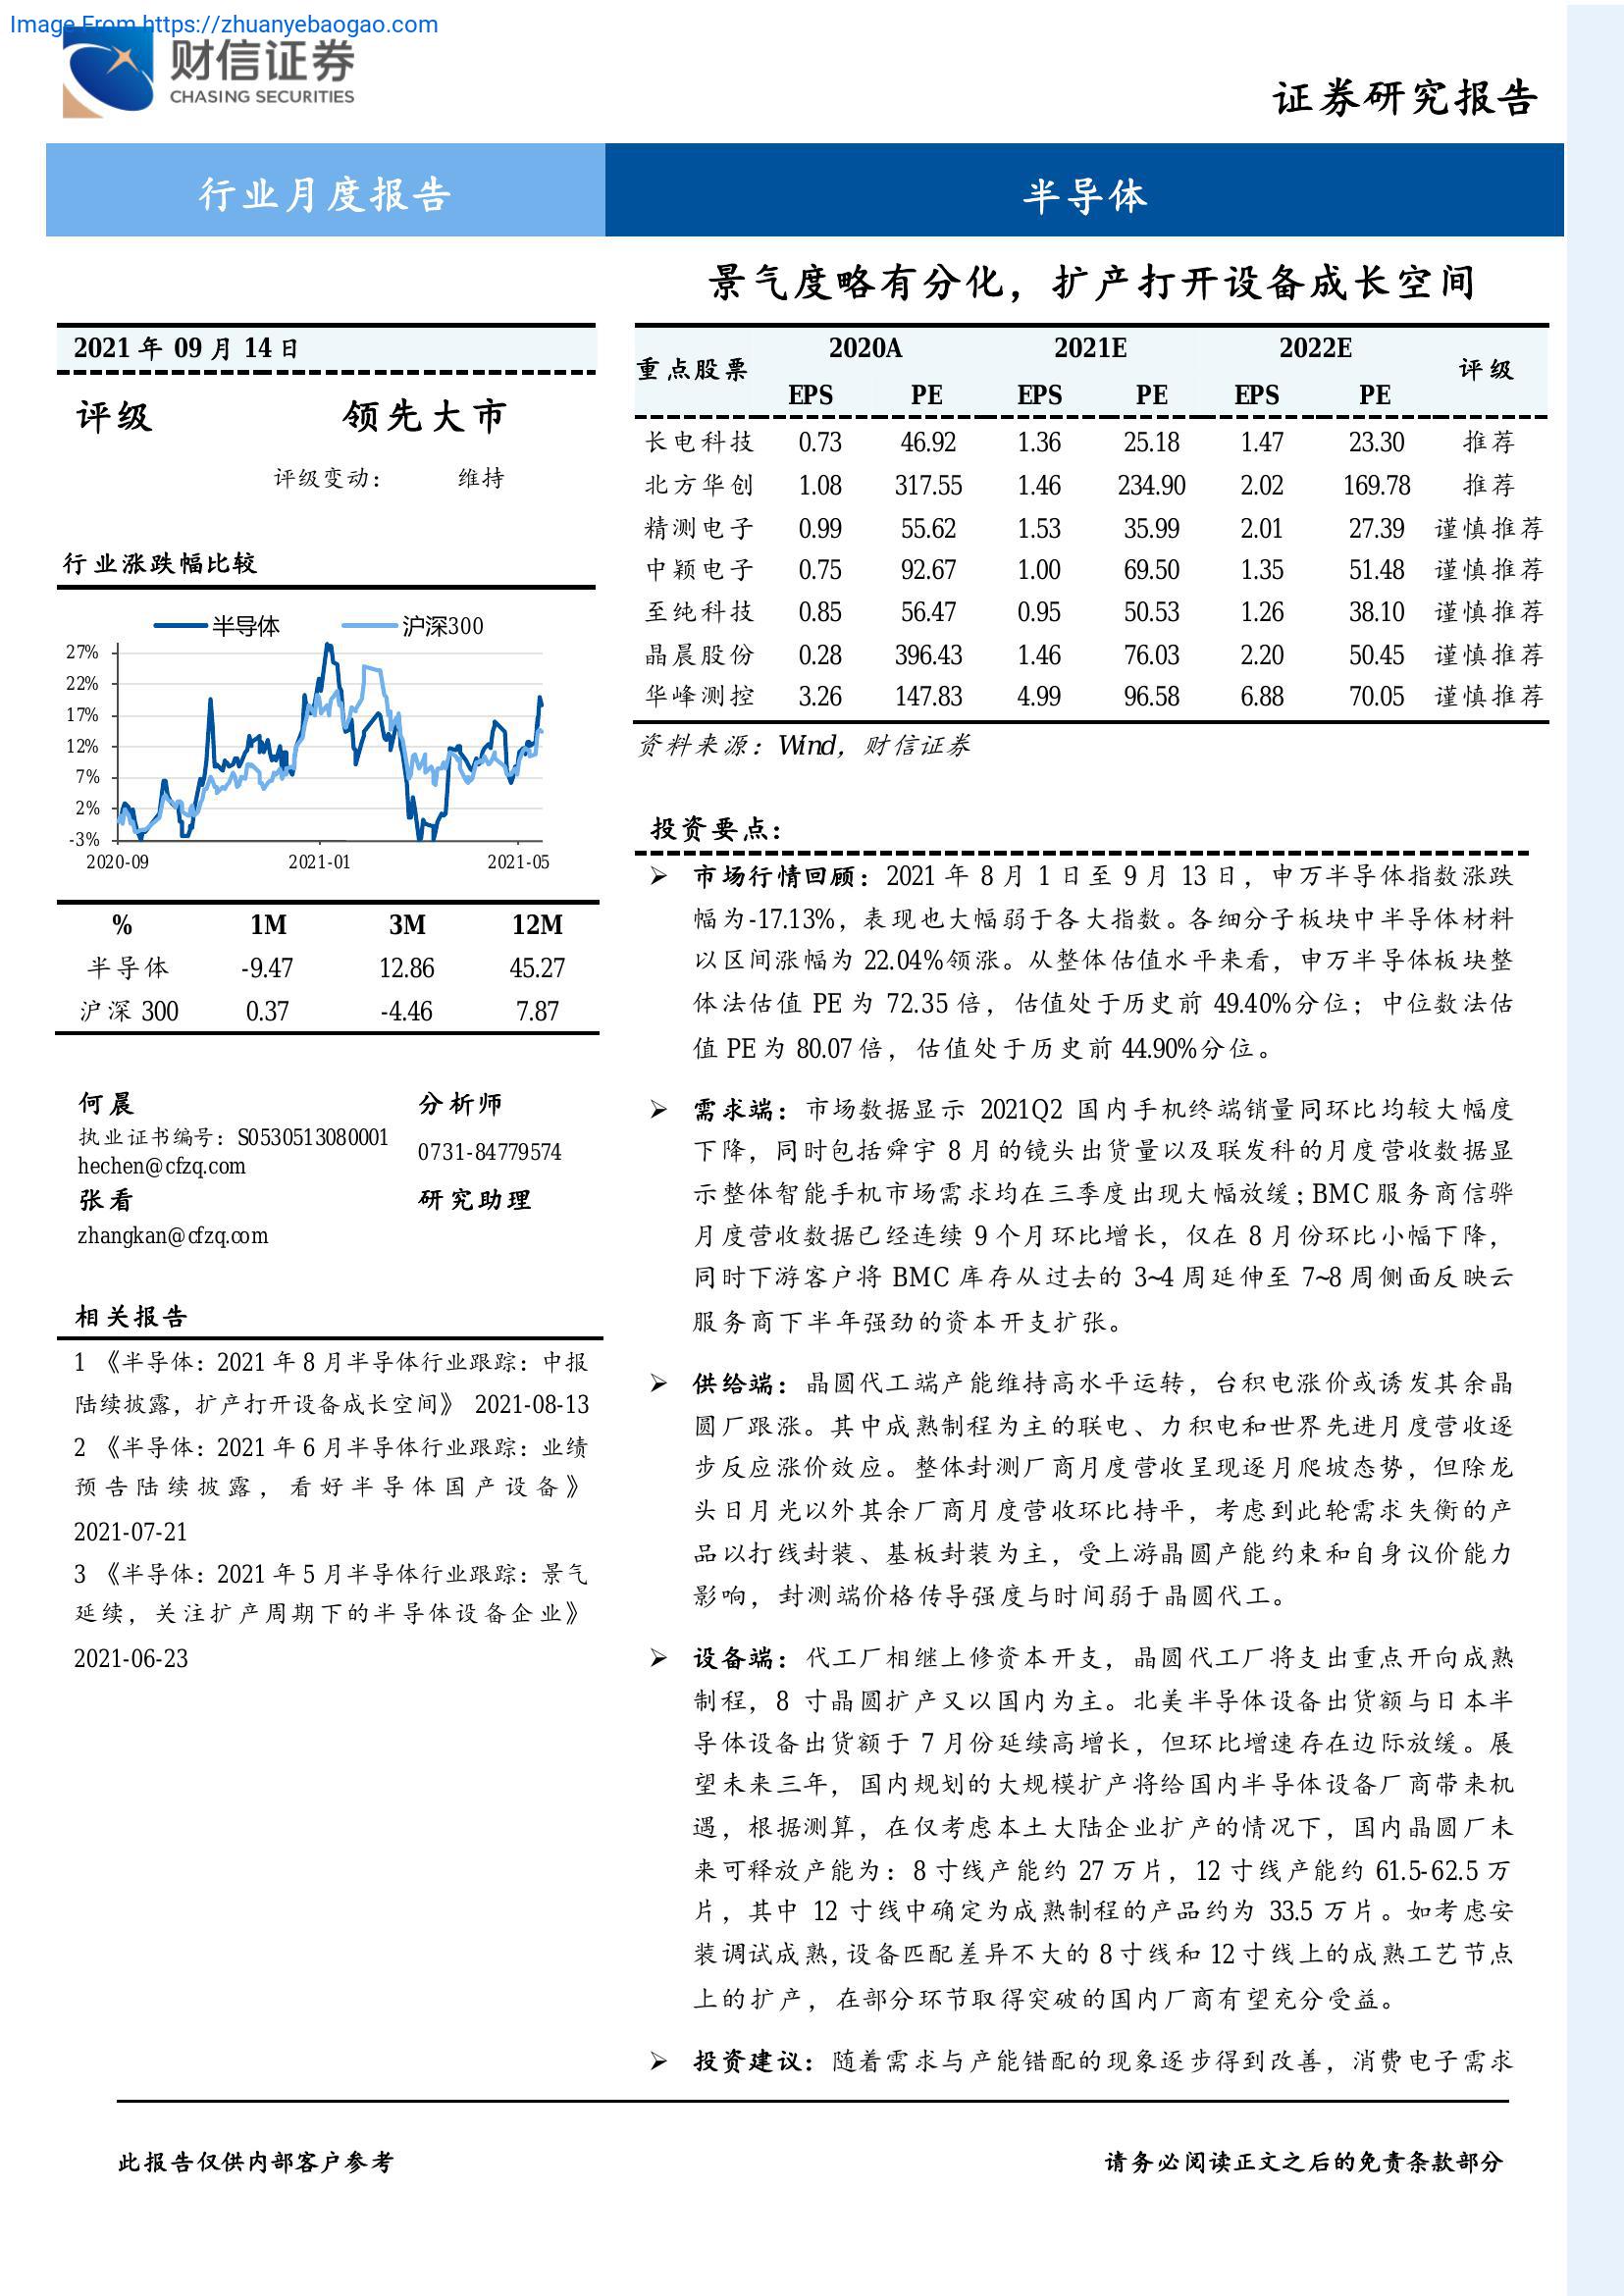 Image From https://zhuanyebaogao.com
财信证券
CHASING SECURITIES
证券研究报告
行业月度报告
半导体
景气度略有分化，扩产打开设备成长空间
2021 年 09 月 14 日
评级 领先大市
评级变动： 维持
行业涨跌幅比较
半导体 沪深300
27%
22%
17%
12%
7%
2%
-3%
2020-09 2021-01 2021-05
% 1M 3M 12M
半导体 -9.47 12.86 45.27
沪深 300 0.37 -4.46 7.87
何晨 分析师
执业证书编号：S0530513080001 0731-84779574
hechen@cfzq.com
张看 研究助理
zhangkan@cfzq.com
相关报告
1 《半导体：2021 年 8 月半导体行业跟踪：中报
陆续披露，扩产打开设备成长空间》 2021-08-13
2 《半导体：2021 年 6 月半导体行业跟踪：业绩
预告陆续披露，看好半导体国产设备》
2021-07-21
3 《半导体：2021 年 5 月半导体行业跟踪：景气
延续，关注扩产周期下的半导体设备企业》
2021-06-23
重点股票 2020A 2021E 2022E 评级
EPS PE EPS PE EPS PE
长电科技 0.73 46.92 1.36 25.18 1.47 23.30 推荐
北方华创 1.08 317.55 1.46 234.90 2.02 169.78 推荐
精测电子 0.99 55.62 1.53 35.99 2.01 27.39 谨慎推荐
中颖电子 0.75 92.67 1.00 69.50 1.35 51.48 谨慎推荐
至纯科技 0.85 56.47 0.95 50.53 1.26 38.10 谨慎推荐
晶晨股份 0.28 396.43 1.46 76.03 2.20 50.45 谨慎推荐
华峰测控 3.26 147.83 4.99 96.58 6.88 70.05 谨慎推荐
资料来源：Wind，财信证券
投资要点：
➢ 市场行情回顾：2021 年 8 月 1 日至 9 月 13 日，申万半导体指数涨跌
幅为-17.13%，表现也大幅弱于各大指数。各细分子板块中半导体材料
以区间涨幅为 22.04%领涨。从整体估值水平来看，申万半导体板块整
体法估值 PE 为 72.35 倍，估值处于历史前 49.40%分位；中位数法估
值 PE 为 80.07 倍，估值处于历史前 44.90%分位。
➢ 需求端：市场数据显示 2021Q2 国内手机终端销量同环比均较大幅度
下降，同时包括舜宇 8 月的镜头出货量以及联发科的月度营收数据显
示整体智能手机市场需求均在三季度出现大幅放缓；BMC 服务商信骅
月度营收数据已经连续 9 个月环比增长，仅在 8 月份环比小幅下降，
同时下游客户将 BMC 库存从过去的 3~4 周延伸至 7~8 周侧面反映云
服务商下半年强劲的资本开支扩张。
➢ 供给端：晶圆代工端产能维持高水平运转，台积电涨价或诱发其余晶
圆厂跟涨。其中成熟制程为主的联电、力积电和世界先进月度营收逐
步反应涨价效应。整体封测厂商月度营收呈现逐月爬坡态势，但除龙
头日月光以外其余厂商月度营收环比持平，考虑到此轮需求失衡的产
品以打线封装、基板封装为主，受上游晶圆产能约束和自身议价能力
影响，封测端价格传导强度与时间弱于晶圆代工。
➢ 设备端：代工厂相继上修资本开支，晶圆代工厂将支出重点开向成熟
制程，8 寸晶圆扩产又以国内为主。北美半导体设备出货额与日本半
导体设备出货额于 7 月份延续高增长，但环比增速存在边际放缓。展
望未来三年，国内规划的大规模扩产将给国内半导体设备厂商带来机
遇，根据测算，在仅考虑本土大陆企业扩产的情况下，国内晶圆厂未
来可释放产能为：8 寸线产能约 27 万片，12 寸线产能约 61.5-62.5 万
片，其中 12 寸线中确定为成熟制程的产品约为 33.5 万片。如考虑安
装调试成熟，设备匹配差异不大的 8 寸线和 12 寸线上的成熟工艺节点
上的扩产，在部分环节取得突破的国内厂商有望充分受益。
➢ 投资建议：随着需求与产能错配的现象逐步得到改善，消费电子需求
此报告仅供内部客户参考 请务必阅读正文之后的免责条款部分